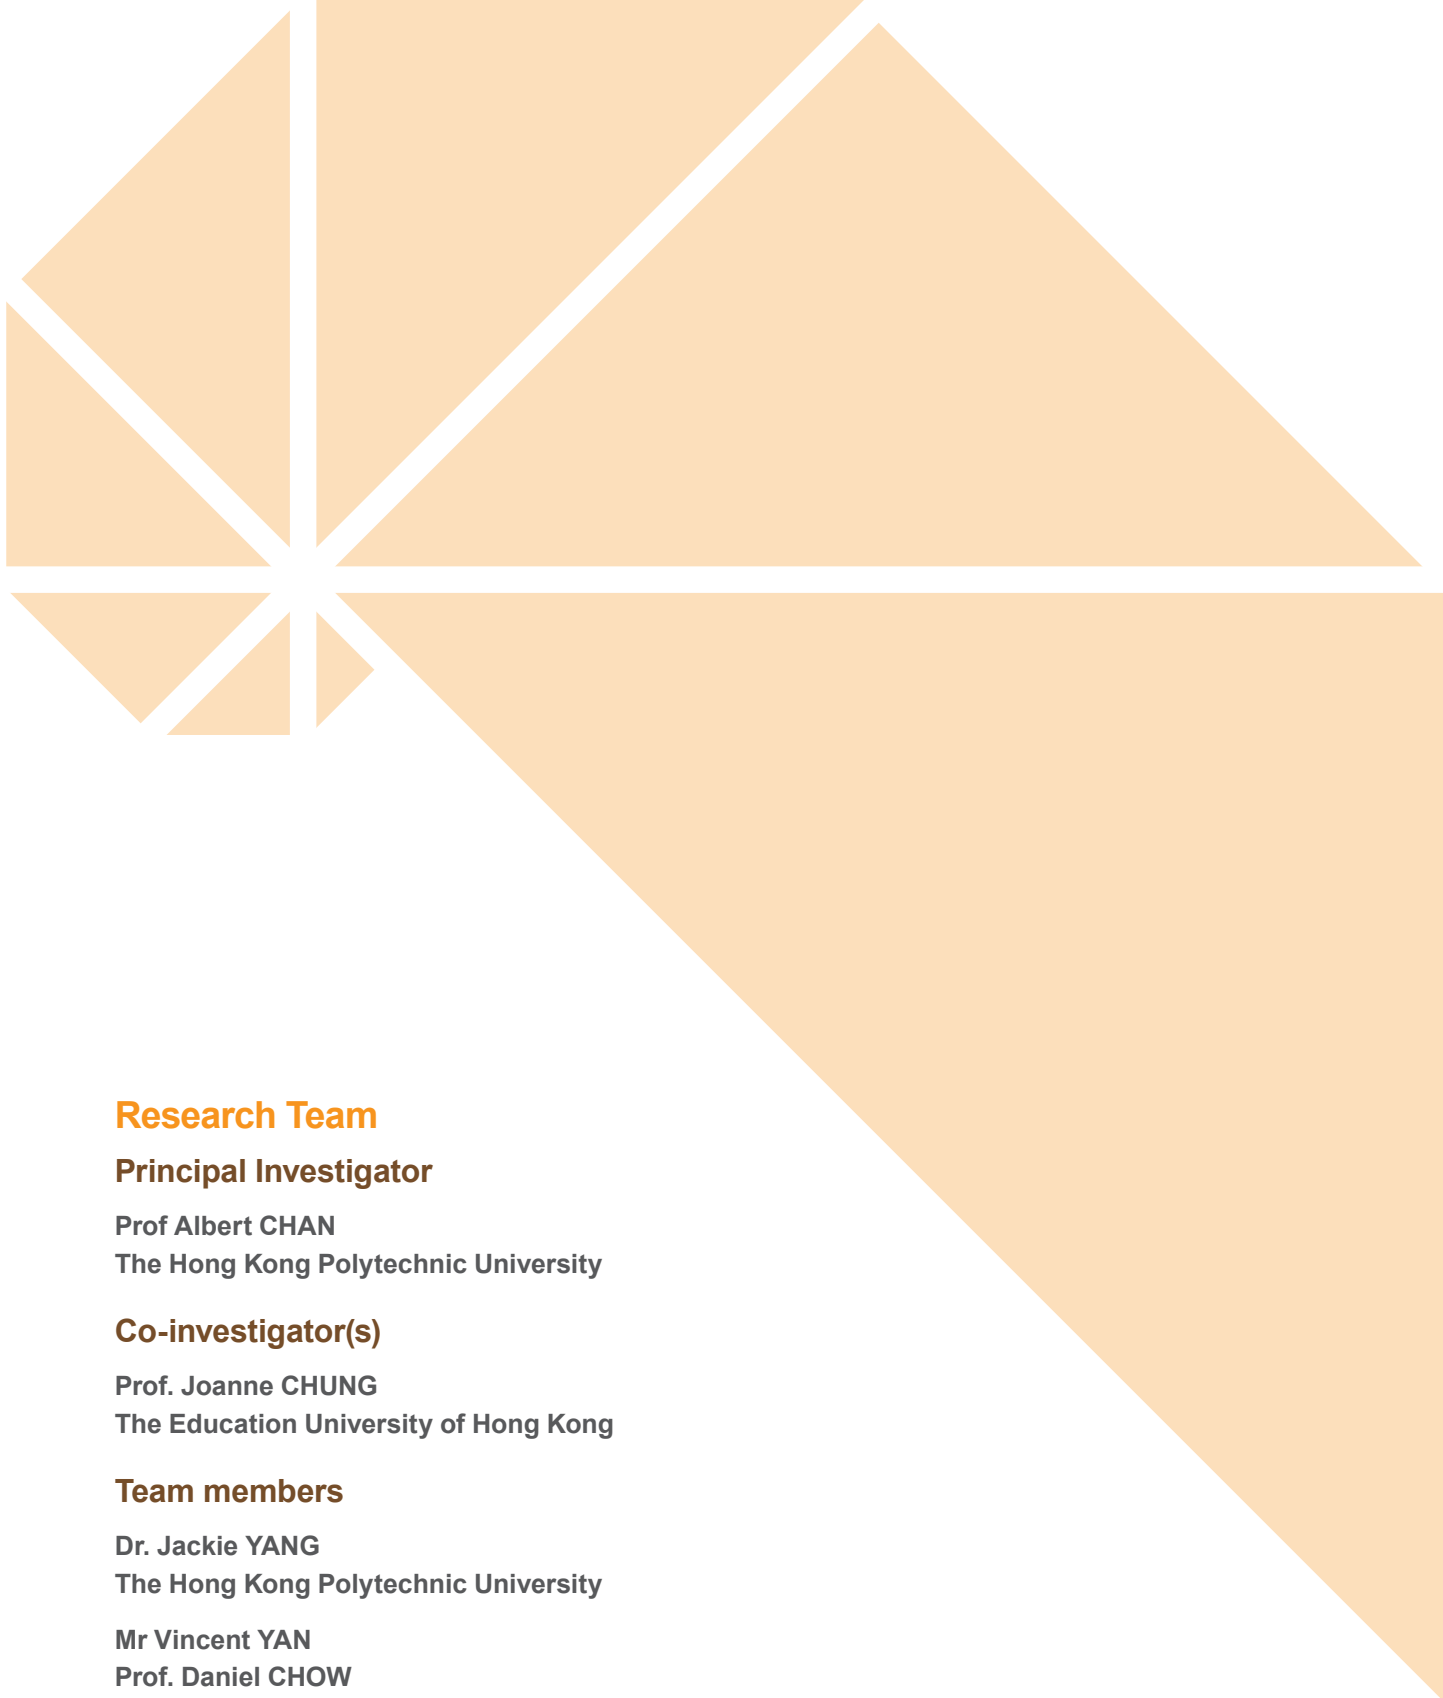 Research Team
Principal Investigator
Prof Albert CHAN
The Hong Kong Polytechnic University
Co-investigator(s)
Prof. Joanne CHUNG
The Education University of Hong Kong
Team members
Dr. Jackie YANG
The Hong Kong Polytechnic University
Mr Vincent YAN
Prof. Daniel CHOW